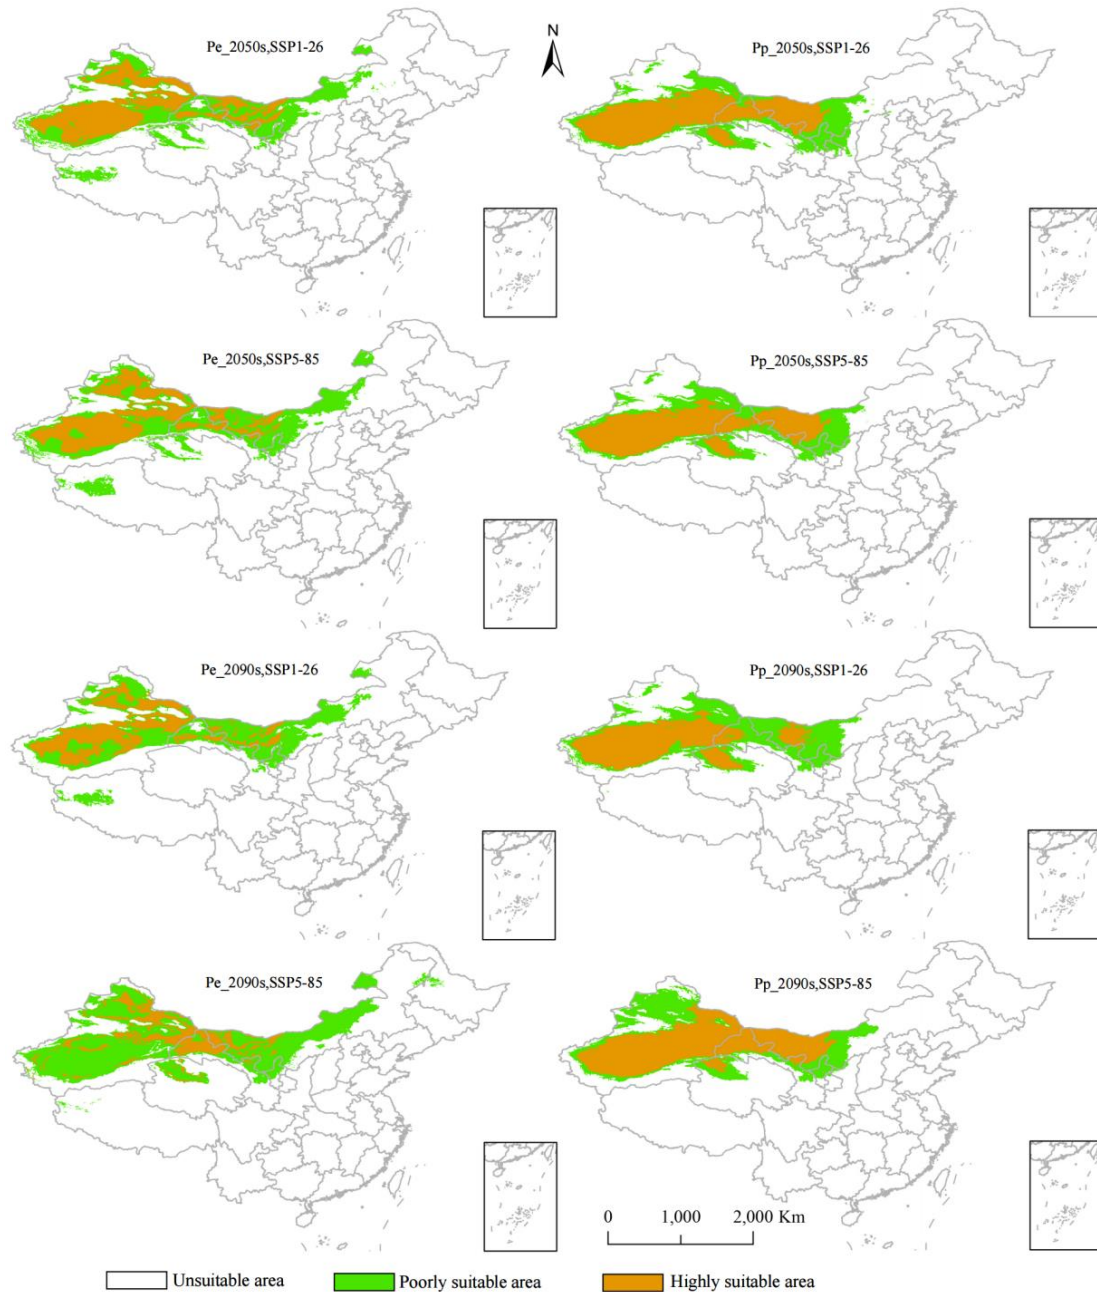 Pe_2050s,SSP1-26
N
Pp_2050s,SSP1-26
Pe_2050s,SSP5-85
Pp_2050s,SSP5-85
Pe_2090s,SSP1-26
Pp_2090s,SSP1-26
Pe_2090s,SSP5-85
Pp_2090s,SSP5-85
0 1,000 2,000 Km
Unsuitable area Poorly suitable area Highly suitable area